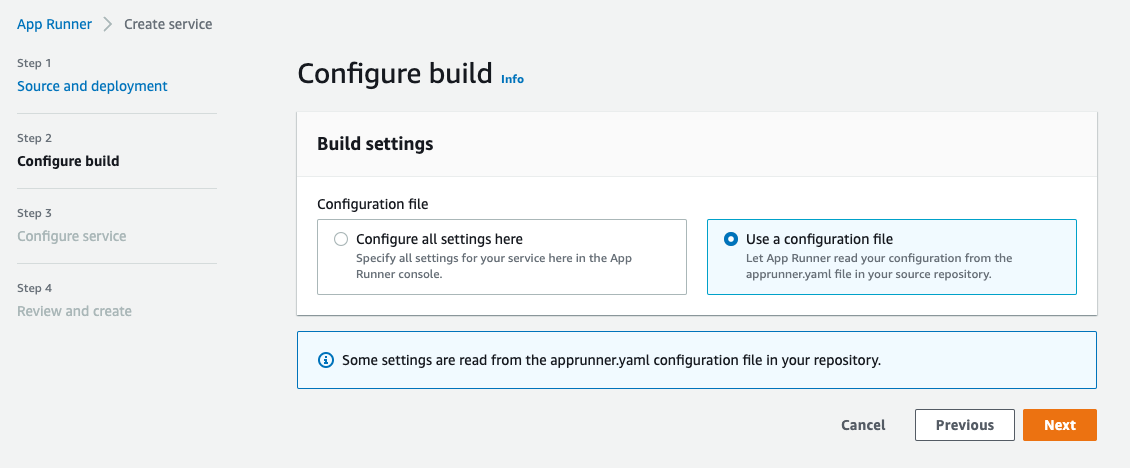 App Runner > Create service
Step 1
Source and deployment
Step 2
Configure build
Step 3
Configure service
Step 4
Review and create
Configure build Info
Build settings
Configuration file
Configure all settings here
Specify all settings for your service here in the App
Runner console.
Use a configuration file
Let App Runner read your configuration from the
apprunner.yaml file in your source repository.
Some settings are read from the apprunner.yaml configuration file in your repository.
Cancel Previous Next